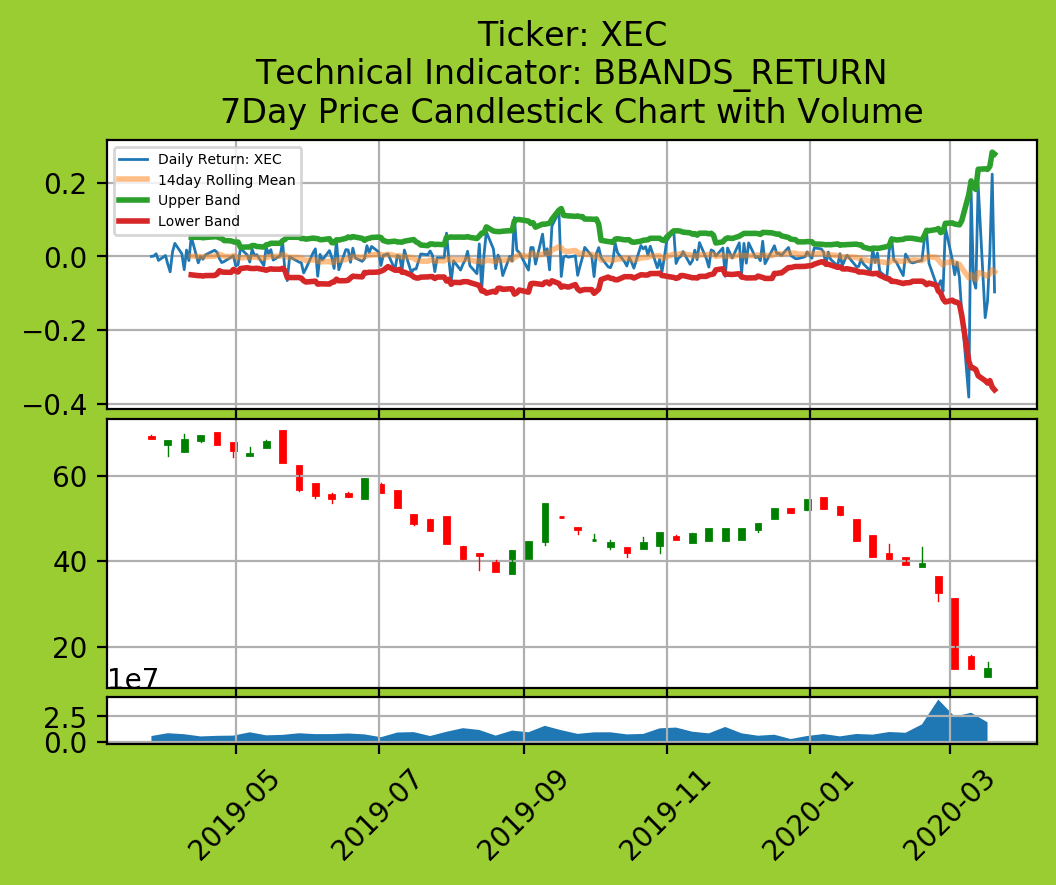 Ticker: XEC
Technical Indicator: BBANDS_RETURN
7Day Price Candlestick Chart with Volume
Daily Return: XEC
14day Rolling Mean
Upper Band
Lower Band
0.2
0.0
−0.2
−0.4
60
40
20
1e7
2.5
0.0
2019-05
2019-07
2019-09
2019-11
2020-01
2020-03